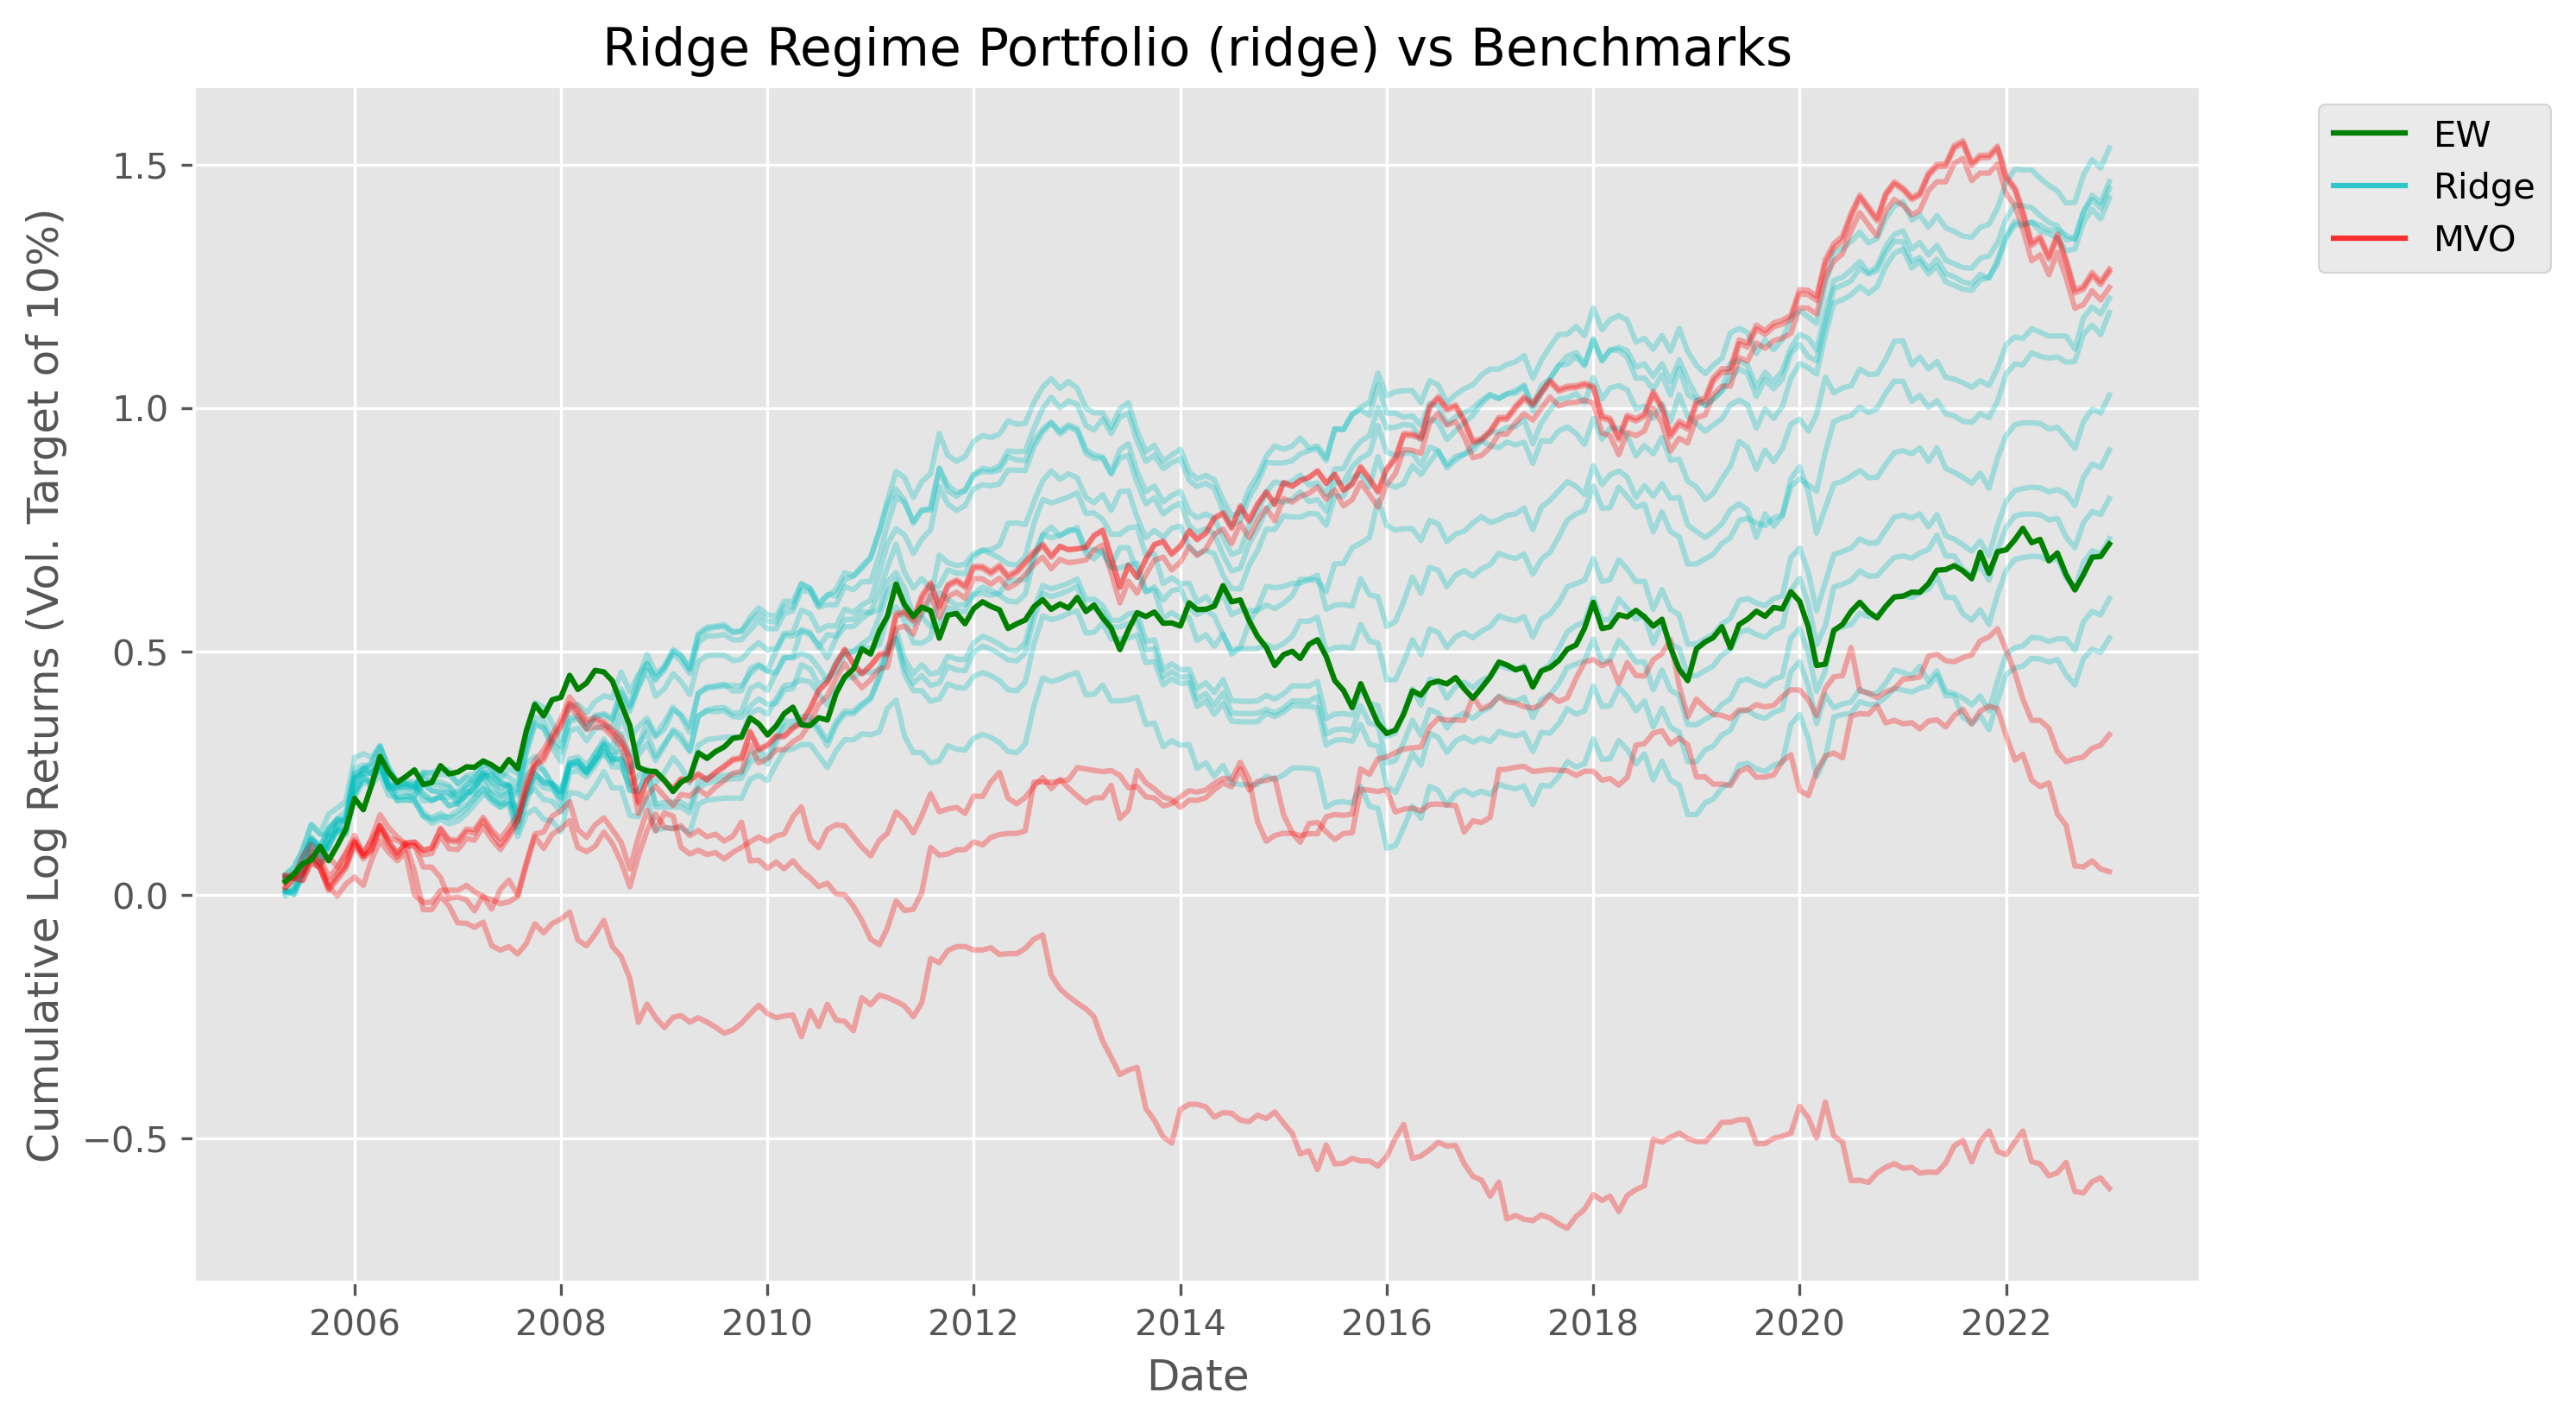 Ridge Regime Portfolio (ridge) vs Benchmarks
EW
Ridge
MVO
Cumulative Log Returns (Vol. Target of 10%)
1.5
1.0
0.5
0.0
−0.5
2006 2008 2010 2012 2014 2016 2018 2020 2022
Date